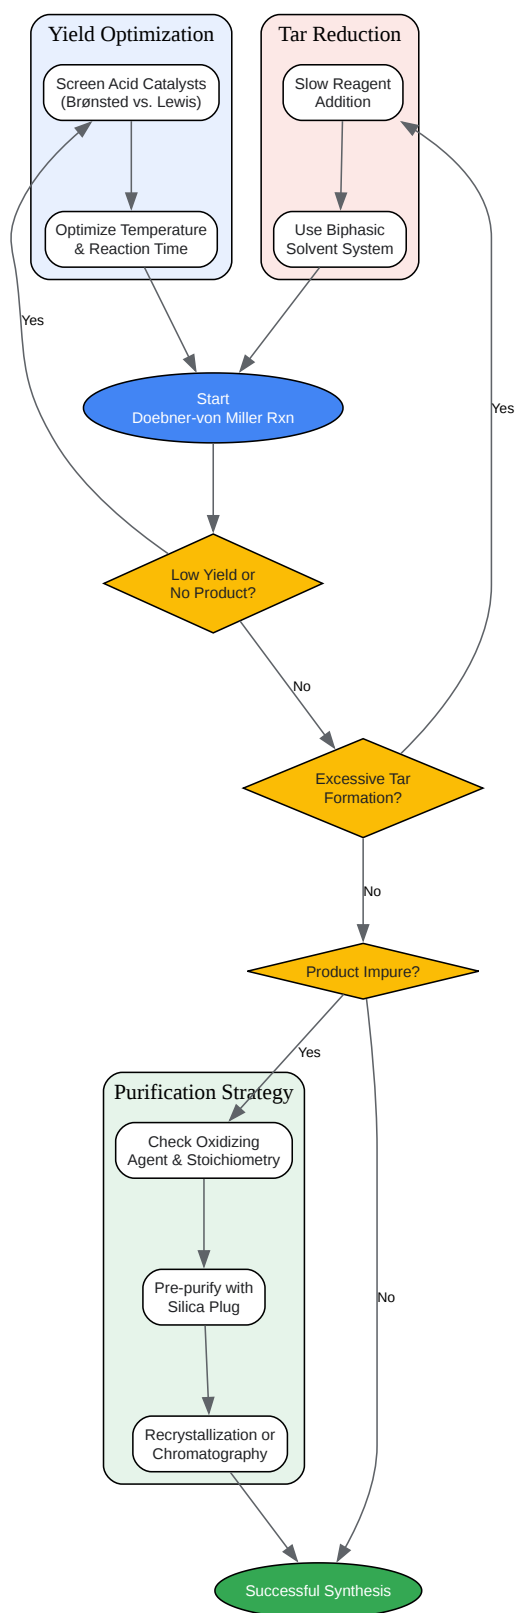 Yield Optimization
Tar Reduction
Screen Acid Catalysts
(Brønsted vs. Lewis)
Slow Reagent
Addition
Optimize Temperature
& Reaction Time
Use Biphasic
Solvent System
Yes
Start
Doebner-von Miller Rxn
Yes
Low Yield or
No Product?
No
Excessive Tar
Formation?
No
Product Impure?
Yes
Purification Strategy
Check Oxidizing
Agent & Stoichiometry
Pre-purify with
Silica Plug
No
Recrystallization or
Chromatography
Successful Synthesis